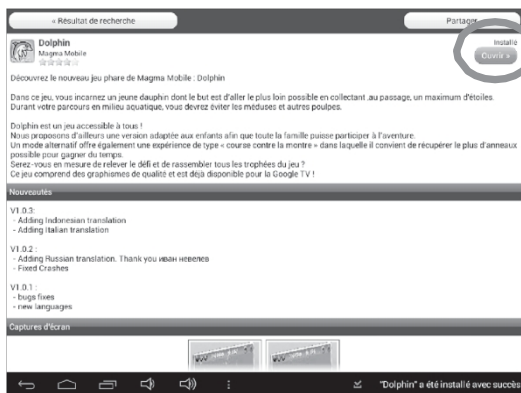 « Résultat de recherche
Partager
Dolphin
Magma Mobile
Installé
Ouvrir »
Découvrez le nouveau jeu phare de Magma Mobile : Dolphin
Dans ce jeu, vous incarnez un jeune dauphin dont le but est d'aller le plus loin possible en collectant ,au passage, un maximum d'étoiles.
Durant votre parcours en milieu aquatique, vous devrez éviter les méduses et autres poulpes.
Dolphin est un jeu accessible à tous !
Nous proposons d'ailleurs une version adaptée aux enfants afin que toute la famille puisse participer à l'aventure.
Un mode alternatif offre également une expérience de type « course contre la montre » dans laquelle il convient de récupérer le plus d'anneaux
possible pour gagner du temps.
Serez-vous en mesure de relever le défi et de rassembler tous les trophées du jeu ?
Ce jeu comprend des graphismes de qualité et est déjà disponible pour la Google TV !
Nouveautés
V1.0.3:
- Adding Indonesian translation
- Adding Italian translation
V1.0.2 :
- Adding Russian translation. Thank you иван невелев
- Fixed Crashes
V1.0.1 :
- bugs fixes
- new languages
Captures d'écran
"Dolphin" a été installé avec succès